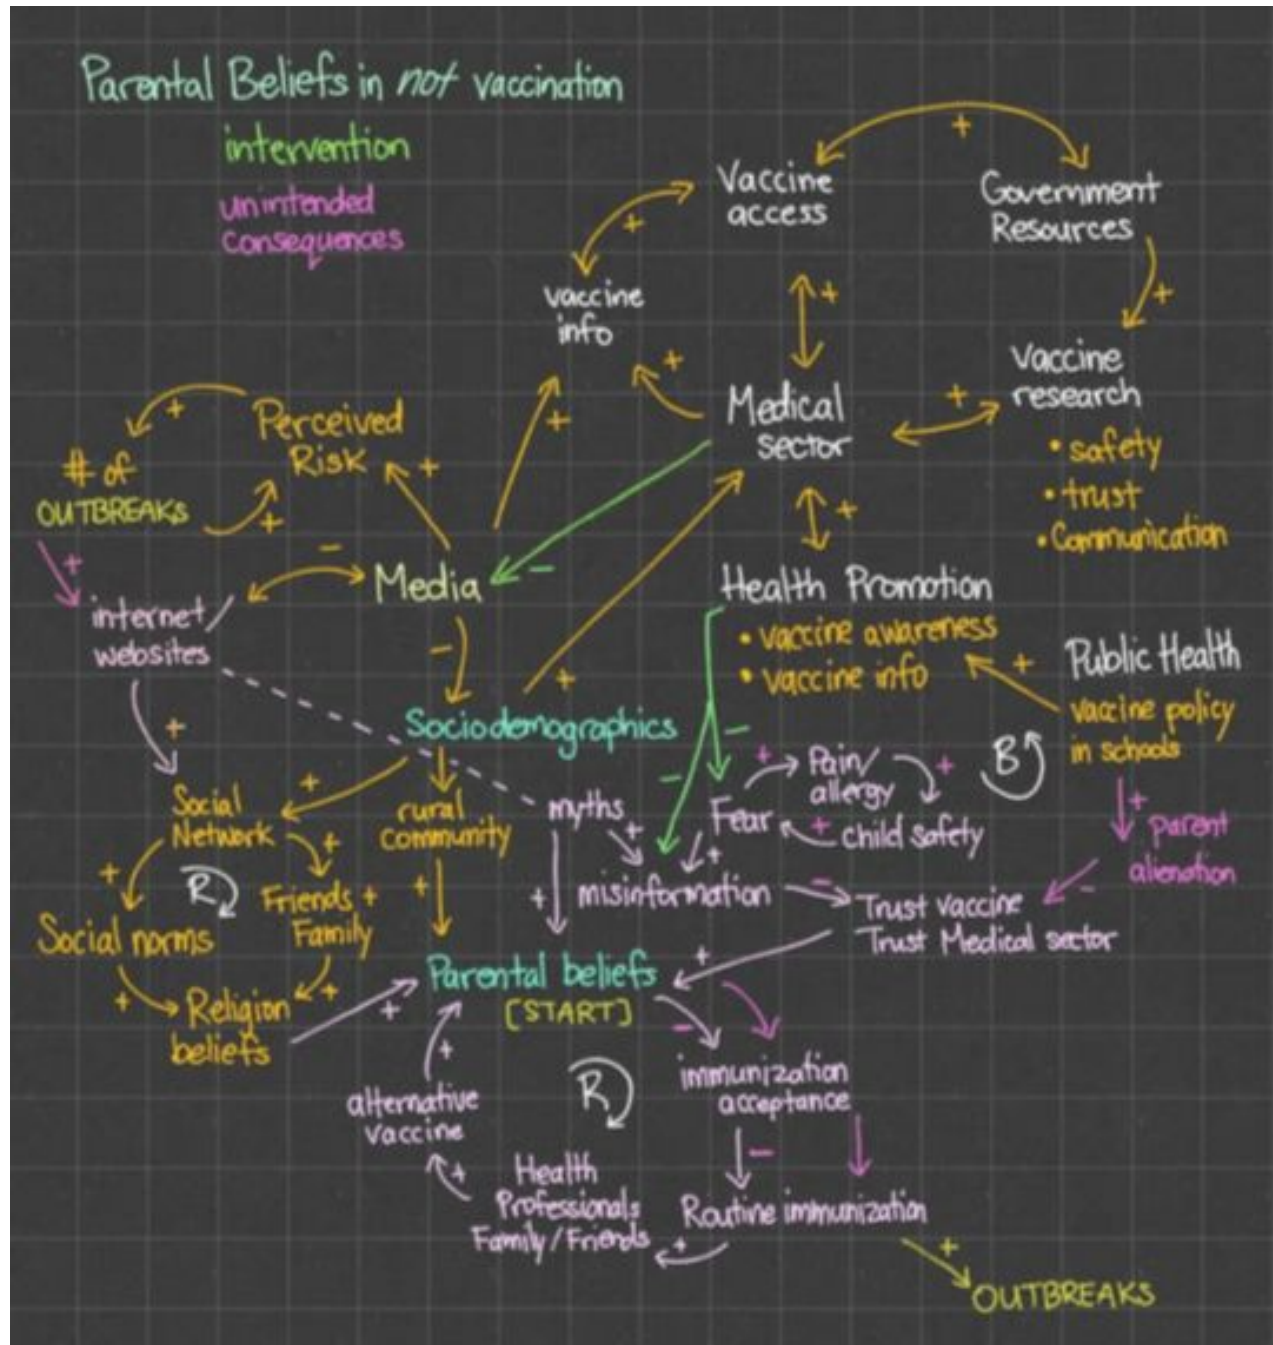 Parental Beliefs in not vaccination
intervention
unintended
consequences
Vaccine
access
+
Government
Resources
+
+
vaccine
info
+
+
Vaccine
research
• safety
• trust
• Communication
+
Medical
sector
+
+
Perceived
Risk
+
# of
OUTBREAKS
+
+
+
+
-
Media
-
+
Health Promotion
• vaccine awareness
• vaccine info
+
Public Health
vaccine policy
in schools
internet/
websites
+
-
+
Sociodemographics
-
-
B
+
Social
Network
+
rural
community
myths
Fear
+
Pain/
allergy
+
+
child safety
+
parent
alienation
-
+
+
R
Friends +
Family
Social norms
+
+
+
+
misinformation
-
Trust vaccine
Trust Medical sector
+
+
+
Religion
beliefs
+
Parental beliefs
[START]
-
immunization
acceptance
+
R
alternative
vaccine
+
Health
Professionals
Family/Friends
-
Routine immunization
+
+
OUTBREAKS